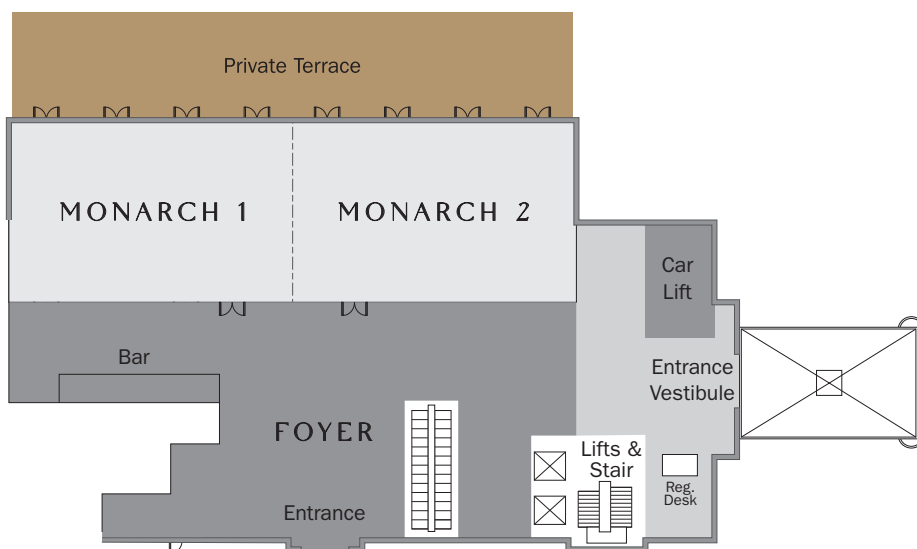 Private Terrace
MONARCH 1
MONARCH 2
Car
Lift
Bar
Entrance
Vestibule
FOYER
Lifts &
Stair
Reg.
Desk
Entrance